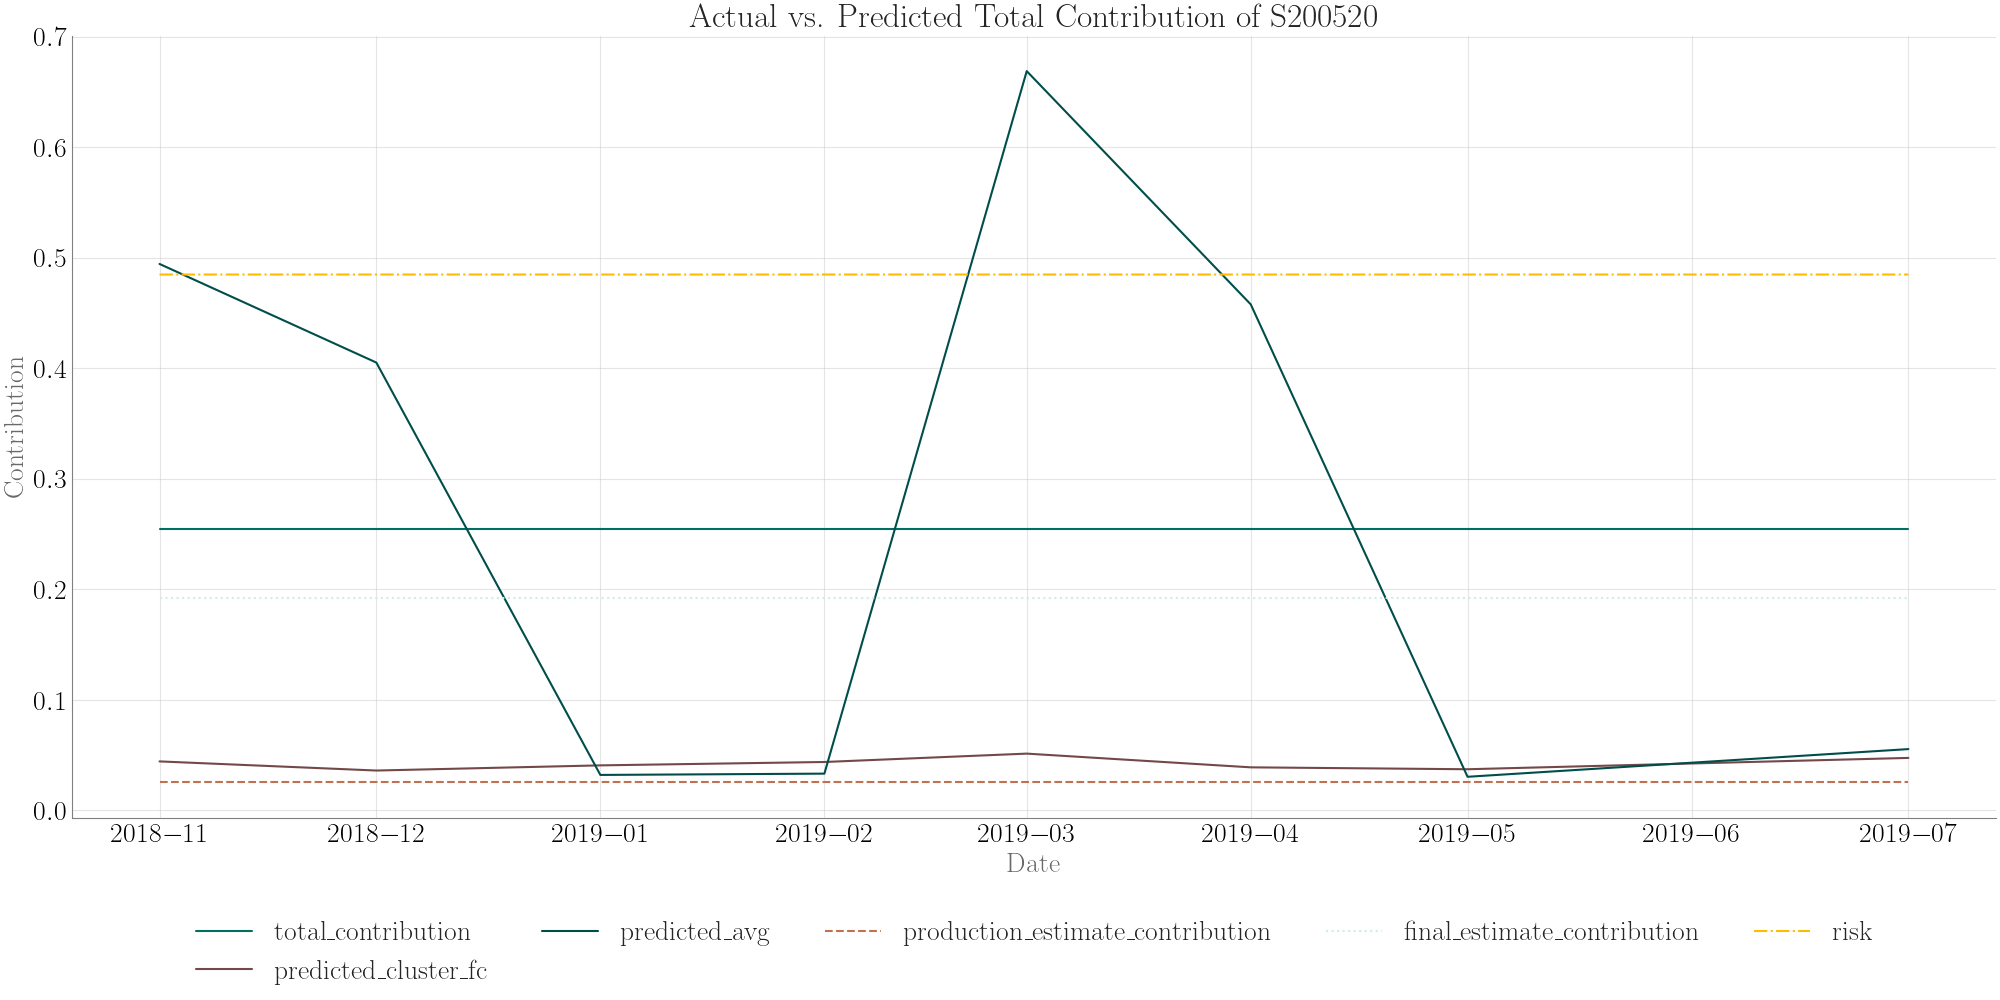 Actual vs. Predicted Total Contribution of S200520
0.7
0.6
0.5
0.4
0.3
0.2
0.1
0.0
Contribution
2018−11 2018−12 2019−01 2019−02 2019−03 2019−04 2019−05 2019−06 2019−07
Date
total_contribution predicted_avg production_estimate_contribution final_estimate_contribution risk
predicted_cluster_fc